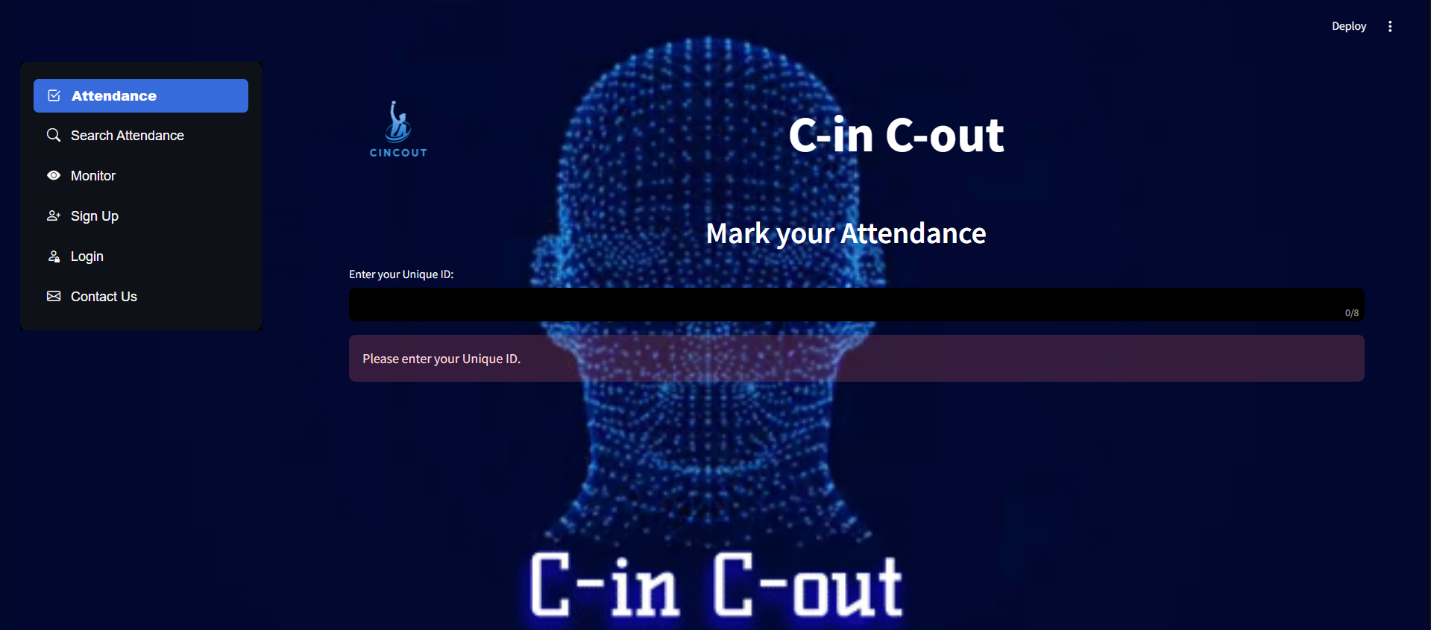 Deploy
Attendance
Search Attendance
Monitor
Sign Up
Login
Contact Us
CINCOUT
C-in C-out
Mark your Attendance
Enter your Unique ID:
0/8
Please enter your Unique ID.
C-in C-out